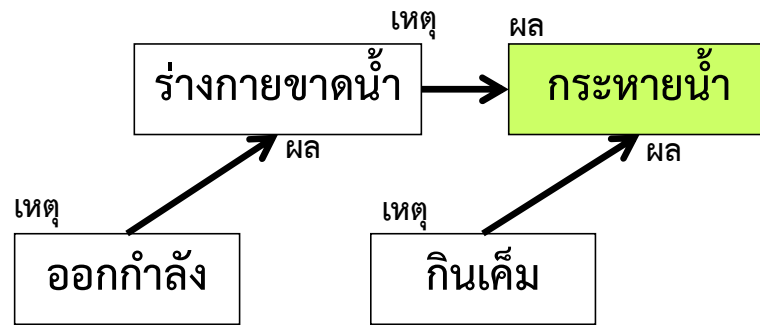 เหตุ
ผล
ร่างกายขาดน้ำ
กระหายน้ำ
ผล
ผล
เหตุ
เหตุ
ออกกำลัง
กินเค็ม